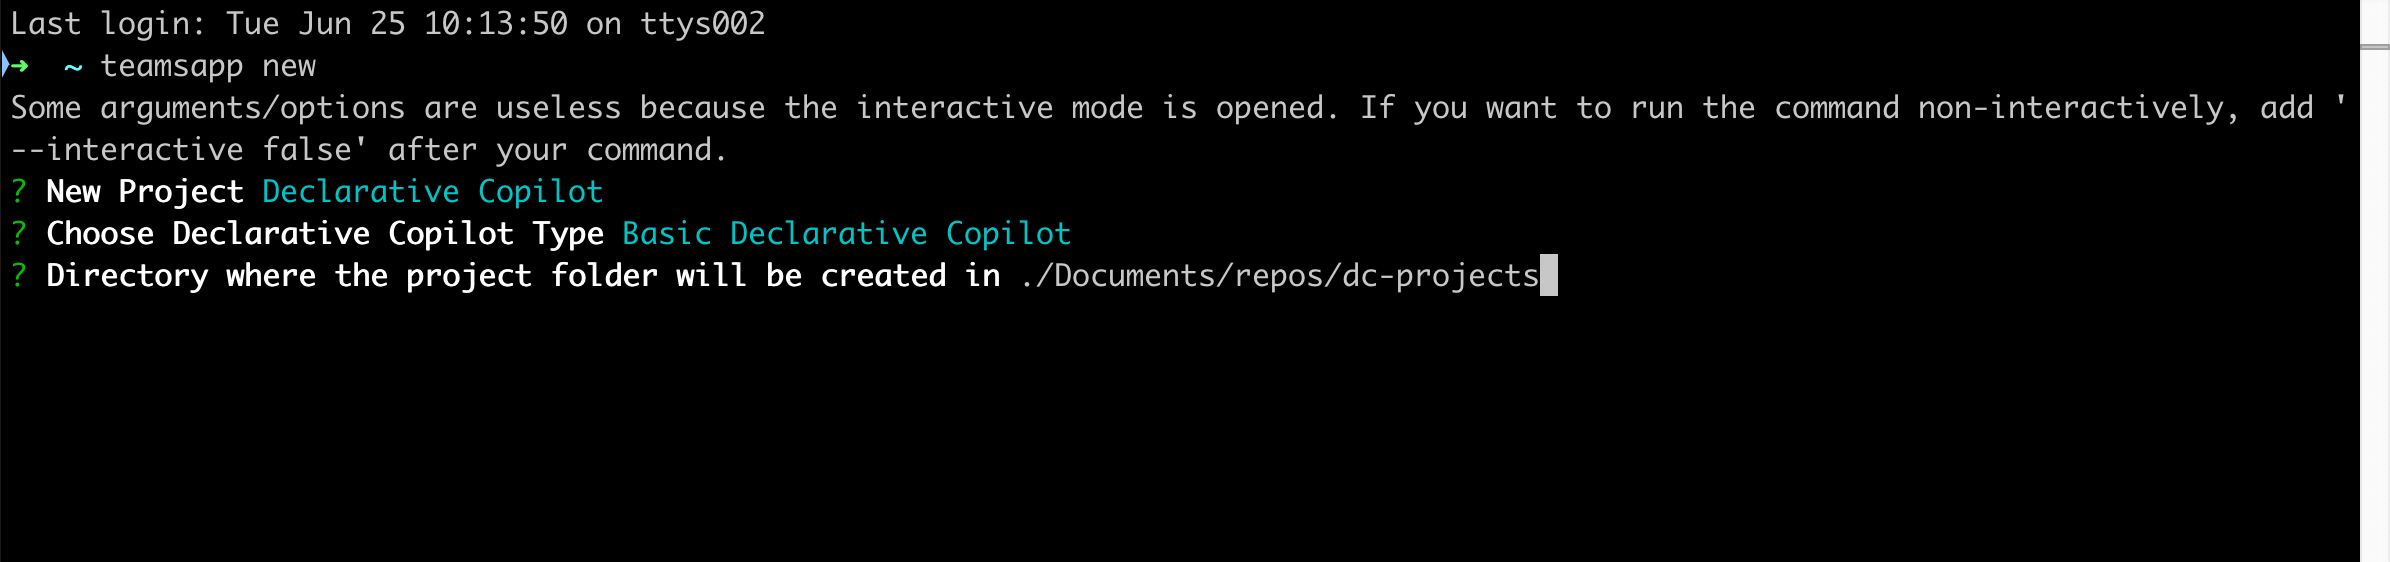 Last login: Tue Jun 25 10:13:50 on ttys002
➜  ~ teamsapp new
Some arguments/options are useless because the interactive mode is opened. If you want to run the command non-interactively, add '
--interactive false' after your command.
? New Project Declarative Copilot
? Choose Declarative Copilot Type Basic Declarative Copilot
? Directory where the project folder will be created in ./Documents/repos/dc-projects